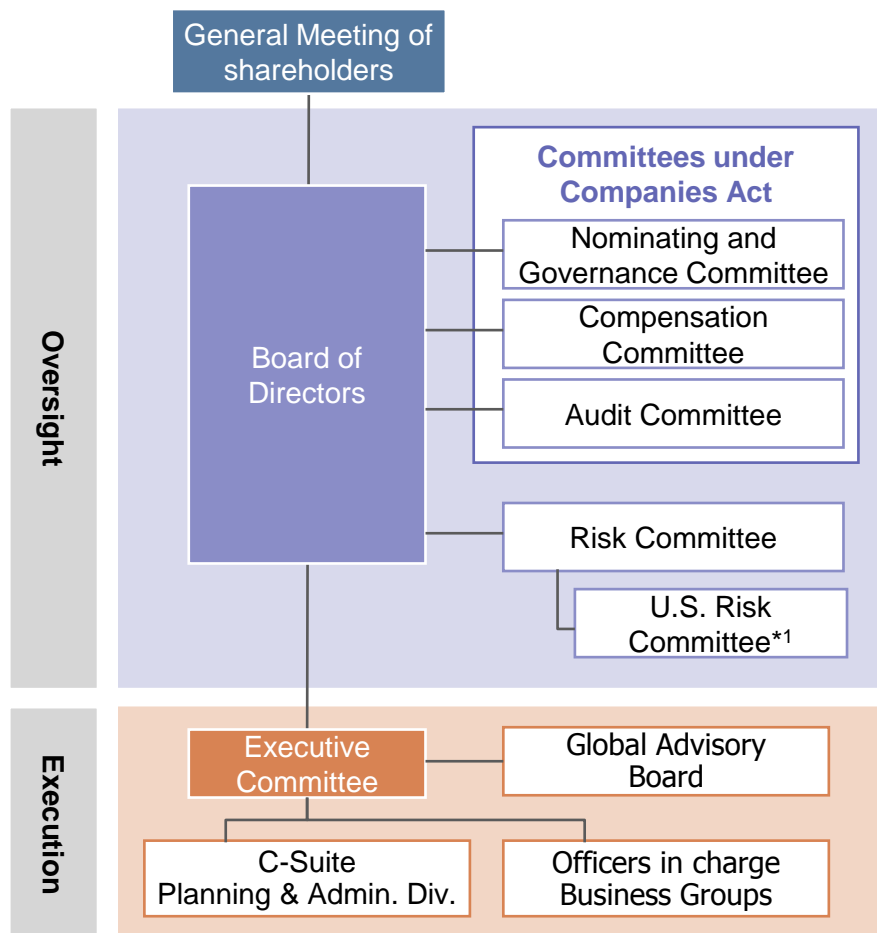 General Meeting of
shareholders
Oversight
Board of
Directors
Committees under
Companies Act
Nominating and
Governance Committee
Compensation
Committee
Audit Committee
Risk Committee
U.S. Risk
Committee*1
Execution
Executive
Committee
Global Advisory
Board
C-Suite
Planning & Admin. Div.
Officers in charge
Business Groups